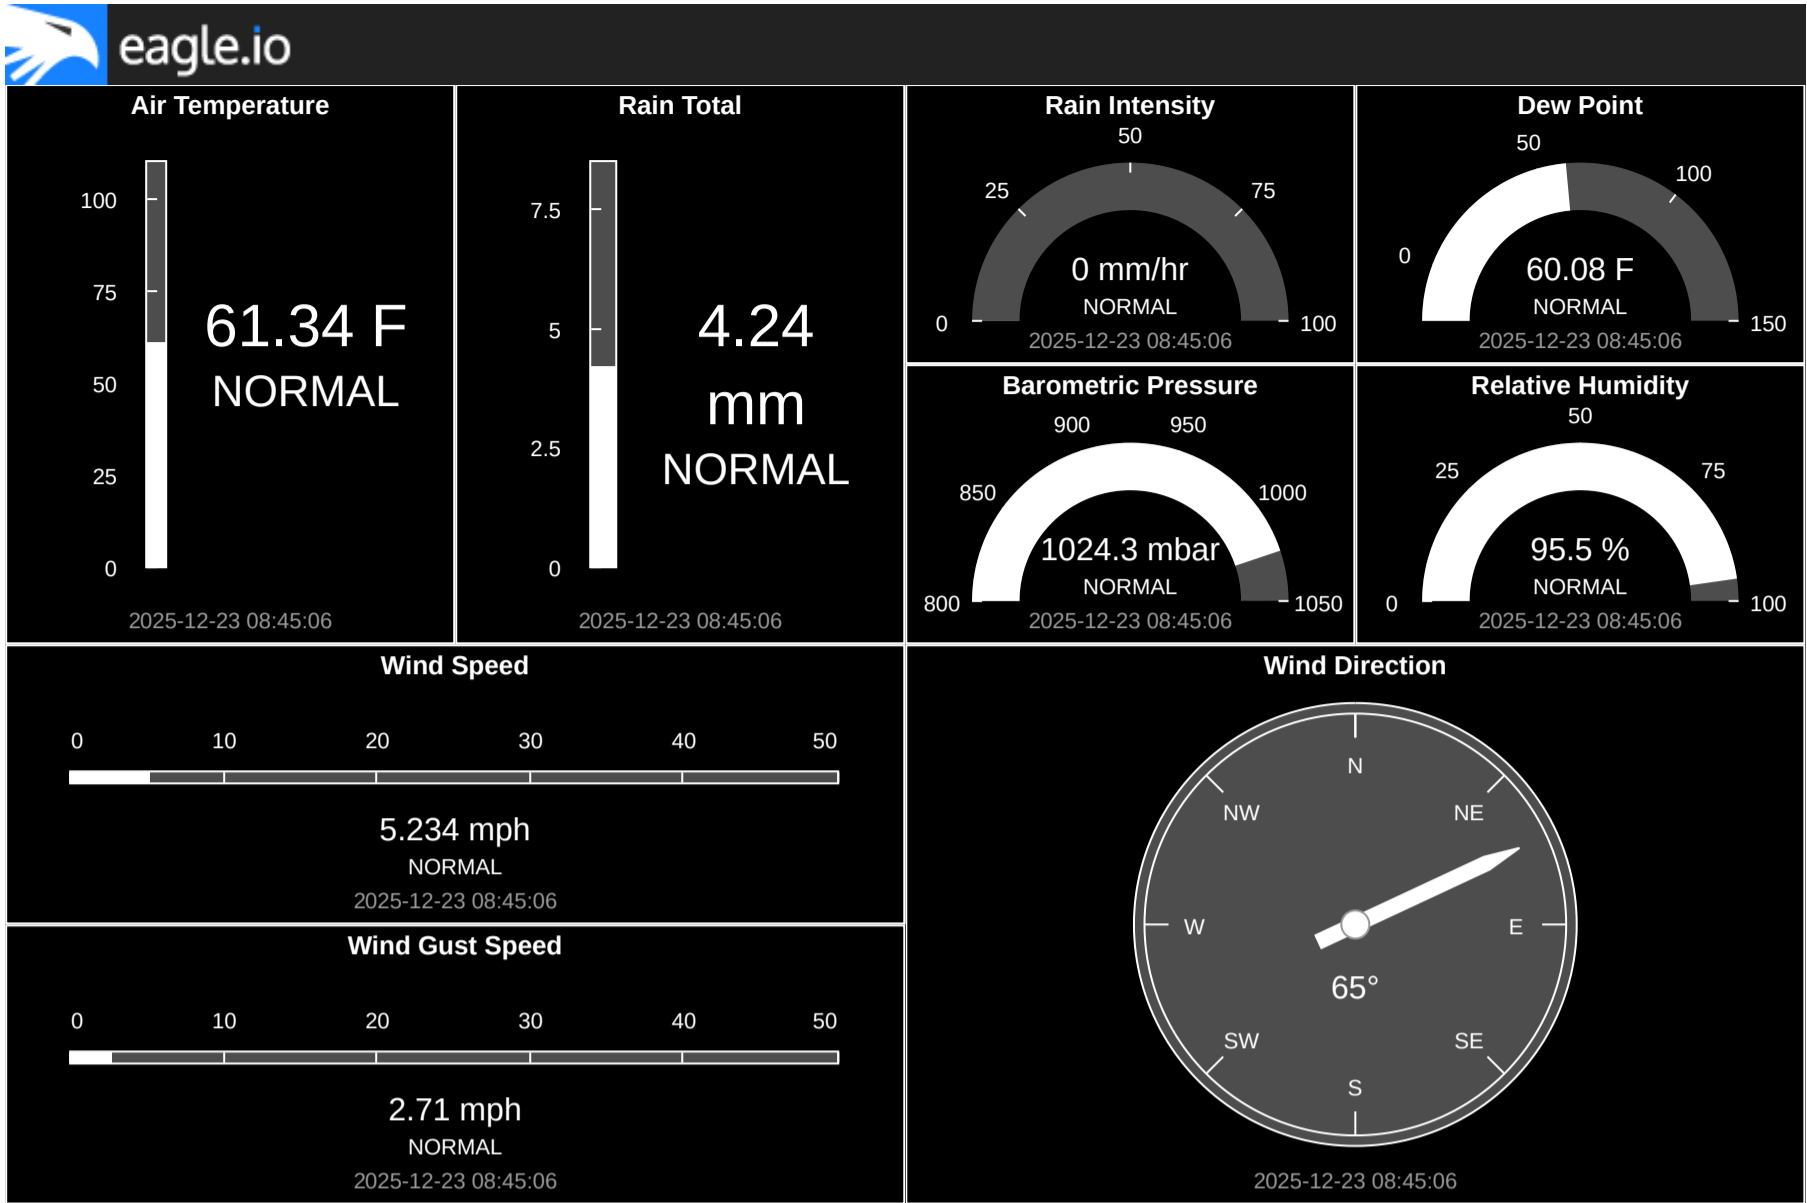 eagle.io
Air Temperature
100
75
50
25
0
61.34 F
NORMAL
2025-12-23 08:45:06
Rain Total
7.5
5
2.5
0
4.24
mm
NORMAL
2025-12-23 08:45:06
Rain Intensity
0
25
50
75
100
0 mm/hr
NORMAL
2025-12-23 08:45:06
Dew Point
0
50
100
150
60.08 F
NORMAL
2025-12-23 08:45:06
Barometric Pressure
800
850
900
950
1000
1050
1024.3 mbar
NORMAL
2025-12-23 08:45:06
Relative Humidity
0
25
50
75
100
95.5 %
NORMAL
2025-12-23 08:45:06
Wind Speed
0 10 20 30 40 50
5.234 mph
NORMAL
2025-12-23 08:45:06
Wind Gust Speed
0 10 20 30 40 50
2.71 mph
NORMAL
2025-12-23 08:45:06
Wind Direction
N
NW NE
W E
65°
SW SE
S
2025-12-23 08:45:06